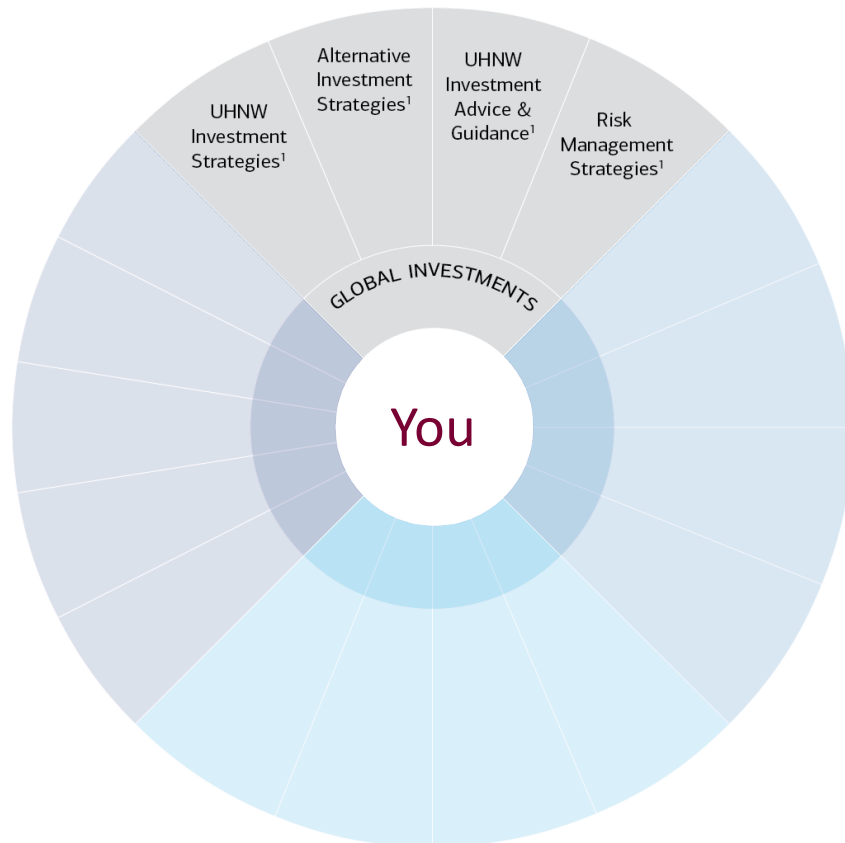 UHNW
Investment
Strategies¹
Alternative
Investment
Strategies¹
UHNW
Investment
Advice &
Guidance¹
Risk
Management
Strategies¹
GLOBAL INVESTMENTS
You